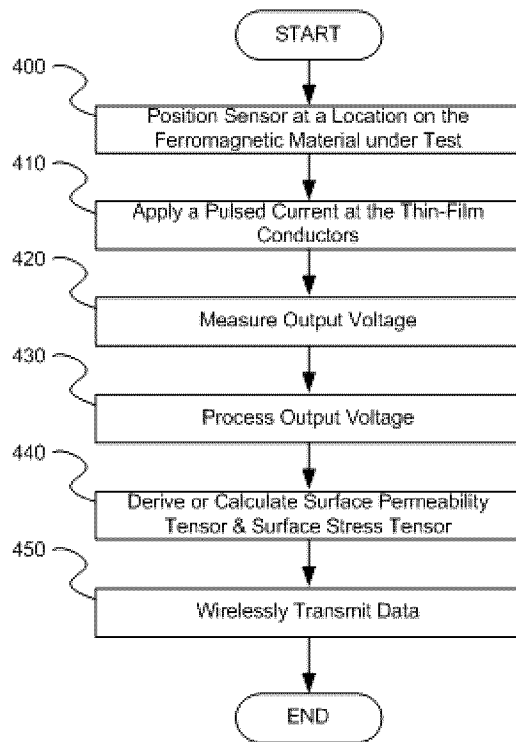 START
400
Position Sensor at a Location on the
Ferromagnetic Material under Test
410
Apply a Pulsed Current at the Thin-Film
Conductors
420
Measure Output Voltage
430
Process Output Voltage
440
Derive or Calculate Surface Permeability
Tensor & Surface Stress Tensor
450
Wirelessly Transmit Data
END